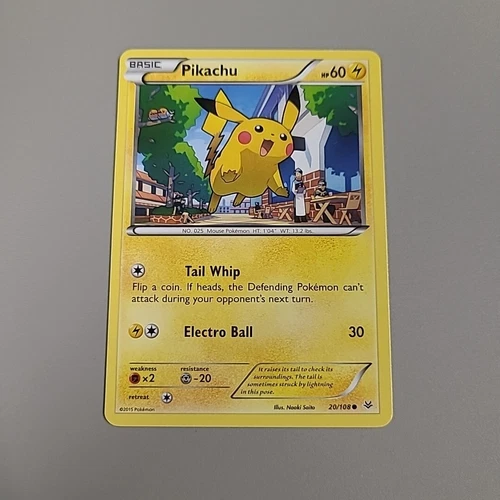 BASIC
Pikachu
HP 60
NO. 025 Mouse Pokémon HT. 1'04" WT. 13.2 lbs.
Tail Whip
Flip a coin. If heads, the Defending Pokémon can't
attack during your opponent's next turn.
Electro Ball 30
weakness
×2
resistance
-20
retreat
It raises its tail to check its
surroundings. The tail is
sometimes struck by lightning
in this pose.
©2015 Pokémon
Illus. Naoki Saito
20/108